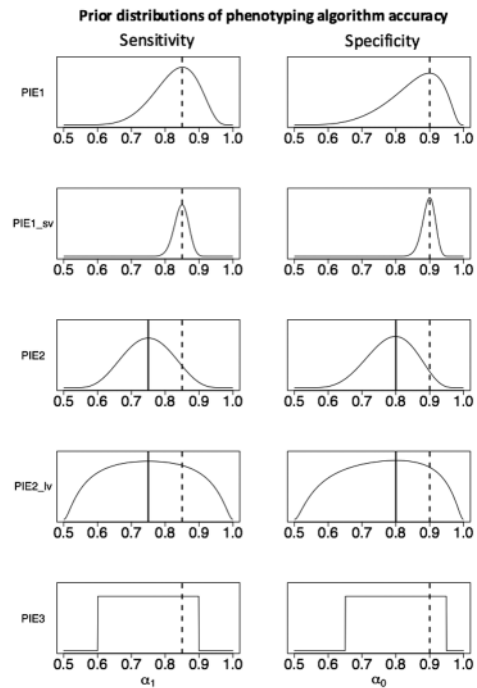 Prior distributions of phenotyping algorithm accuracy
Sensitivity Specificity
PIE1
0.5 0.6 0.7 0.8 0.9 1.0 0.5 0.6 0.7 0.8 0.9 1.0
PIE1_sv
0.5 0.6 0.7 0.8 0.9 1.0 0.5 0.6 0.7 0.8 0.9 1.0
PIE2
0.5 0.6 0.7 0.8 0.9 1.0 0.5 0.6 0.7 0.8 0.9 1.0
PIE2_lv
0.5 0.6 0.7 0.8 0.9 1.0 0.5 0.6 0.7 0.8 0.9 1.0
PIE3
0.5 0.6 0.7 0.8 0.9 1.0 0.5 0.6 0.7 0.8 0.9 1.0
α₁ α₀